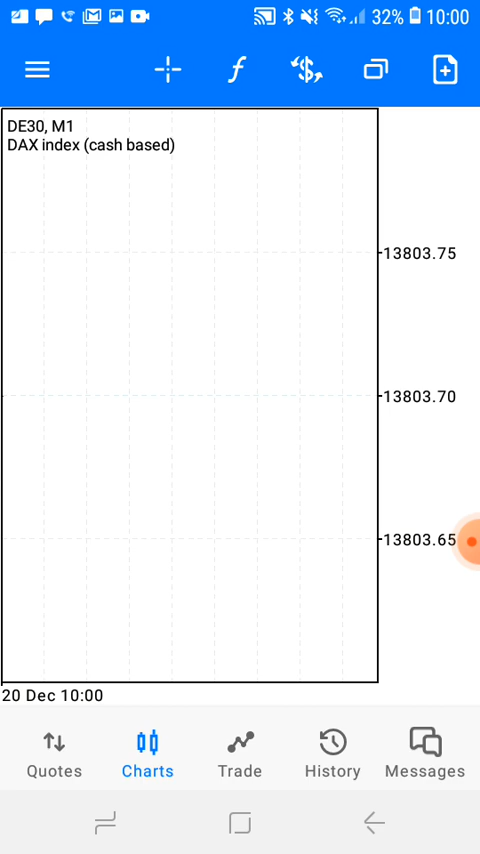 32% 10:00
f
$
DE30, M1
DAX index (cash based)
13803.75
13803.70
13803.65
20 Dec 10:00
Quotes
Charts
Trade
History
Messages